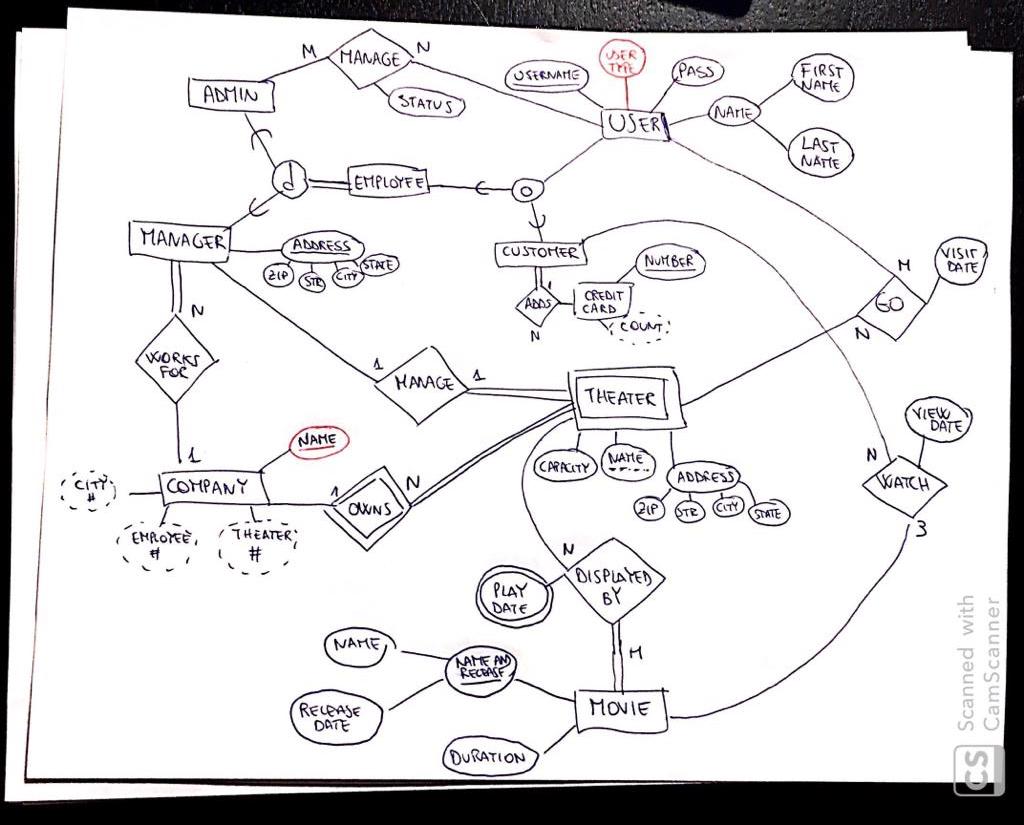 M
MANAGE
N
USER
TYPE
USERNAME
PASS
FIRST
NAME
ADMIN
STATUS
USER
NAME
LAST
NAME
d
EMPLOYEE
O
MANAGER
ADDRESS
ZIP
STR
CITY
STATE
CUSTOMER
NUMBER
ADDS
1
N
CREDIT
CARD
COUNT
M
GO
N
VISIT
DATE
N
WORKS
FOR
1
1
MANAGE
1
THEATER
CAPACITY
NAME
ADDRESS
ZIP
STR
CITY
STATE
VIEW
DATE
N
WATCH
3
NAME
CITY
#
COMPANY
1
OWNS
N
EMPLOYEE
#
THEATER
#
N
DISPLAYED
BY
PLAY
DATE
M
NAME
NAME AND
RELEASE
RELEASE
DATE
MOVIE
DURATION
Scanned with
CamScanner
CS